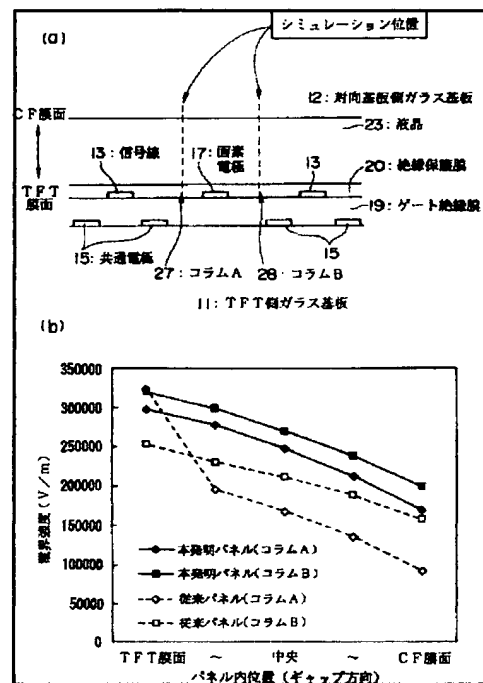 (a)
シミュレーション位置
12:対向基板側ガラス基板
CF膜面
23:液晶
13:信号線
17:画素電極
13
20:絶縁保護膜
TFT膜面
19:ゲート絶縁膜
15:共通電極
15
27:コラムA
28:コラムB
11:TFT側ガラス基板
(b)
電界強度(V/m)
350000
300000
250000
200000
150000
100000
50000
0
本発明パネル(コラムA)
本発明パネル(コラムB)
従来パネル(コラムA)
従来パネル(コラムB)
TFT膜面 ~ 中央 ~ CF膜面
パネル内位置(ギャップ方向)